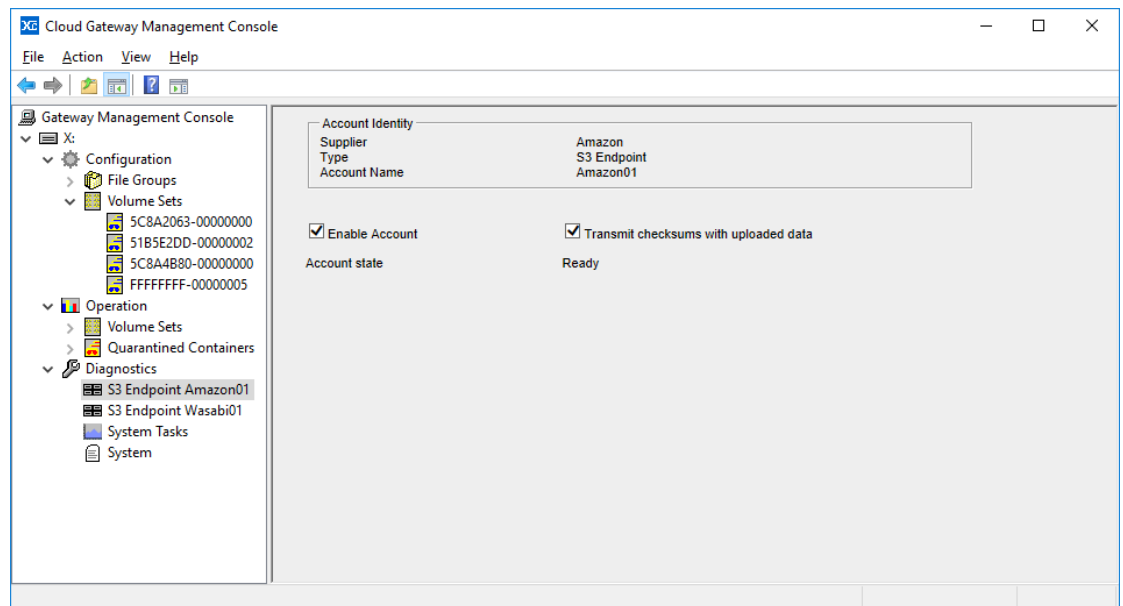 XG Cloud Gateway Management Console
File Action View Help
?
Gateway Management Console
X:
Configuration
File Groups
Volume Sets
5C8A2063-00000000
51B5E2DD-00000002
5C8A4B80-00000000
FFFFFFFF-00000005
Operation
Volume Sets
Quarantined Containers
Diagnostics
S3 Endpoint Amazon01
S3 Endpoint Wasabi01
System Tasks
System
Account Identity
Supplier Amazon
Type S3 Endpoint
Account Name Amazon01
Enable Account Transmit checksums with uploaded data
Account state Ready